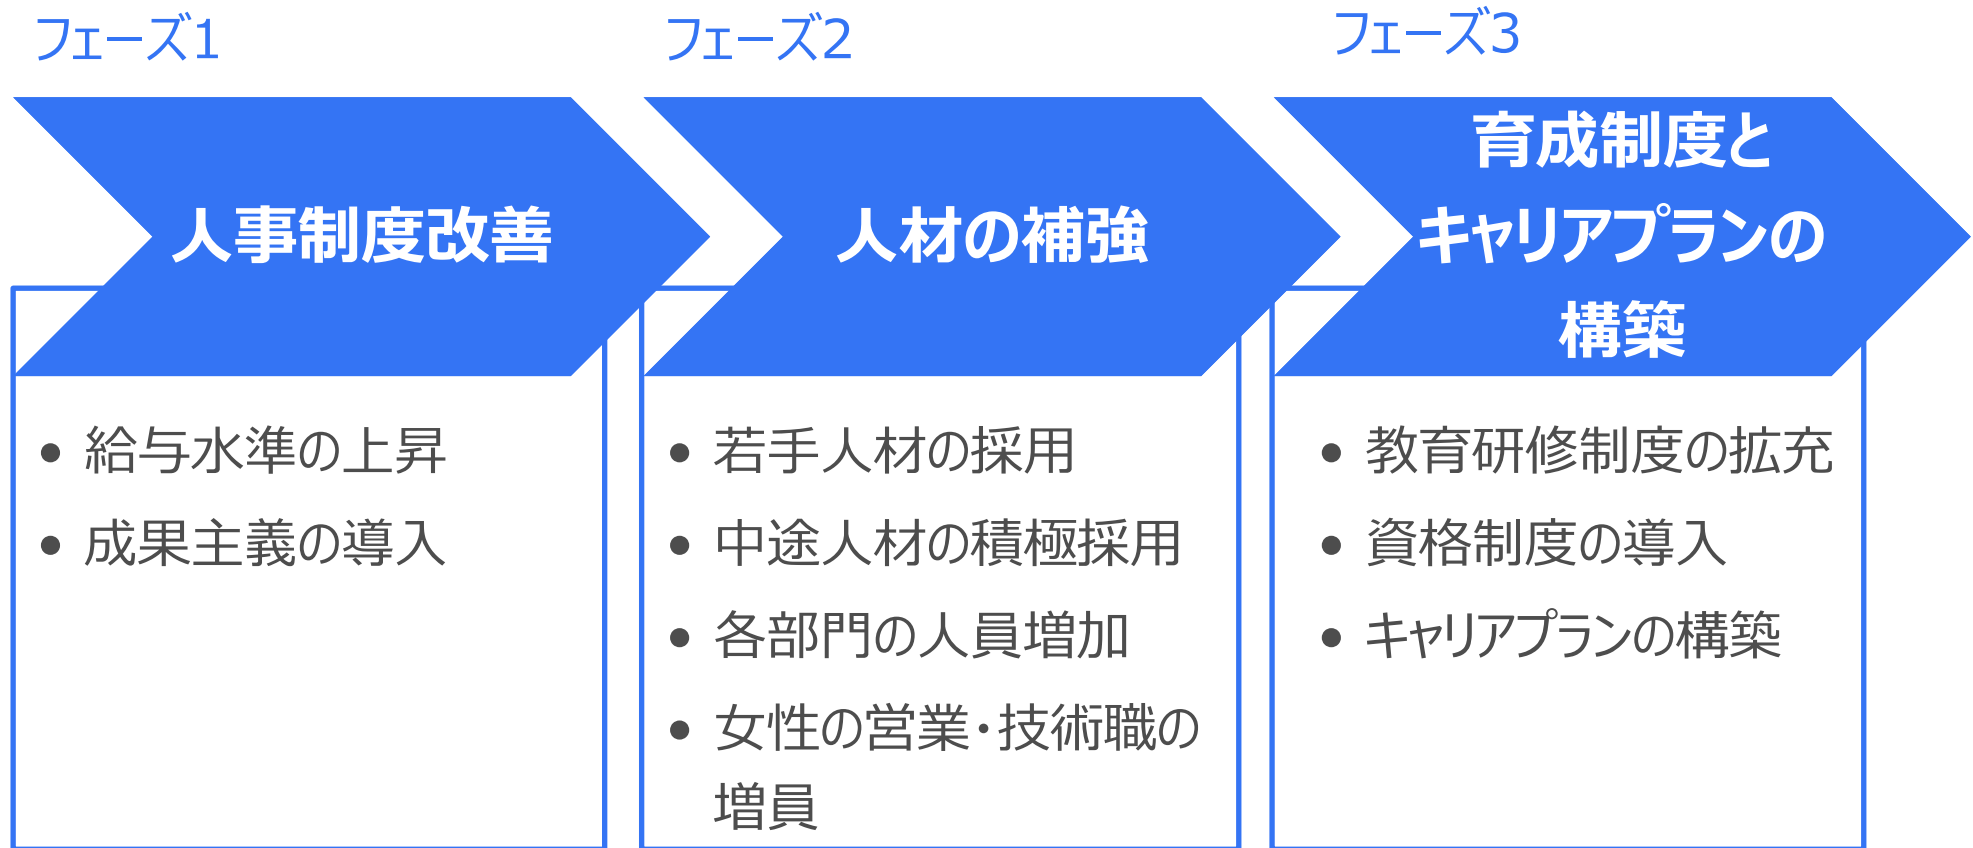 フェーズ1
人事制度改善
• 給与水準の上昇
• 成果主義の導入
フェーズ2
人材の補強
• 若手人材の採用
• 中途人材の積極採用
• 各部門の人員増加
• 女性の営業・技術職の
増員
フェーズ3
育成制度と
キャリアプランの
構築
• 教育研修制度の拡充
• 資格制度の導入
• キャリアプランの構築